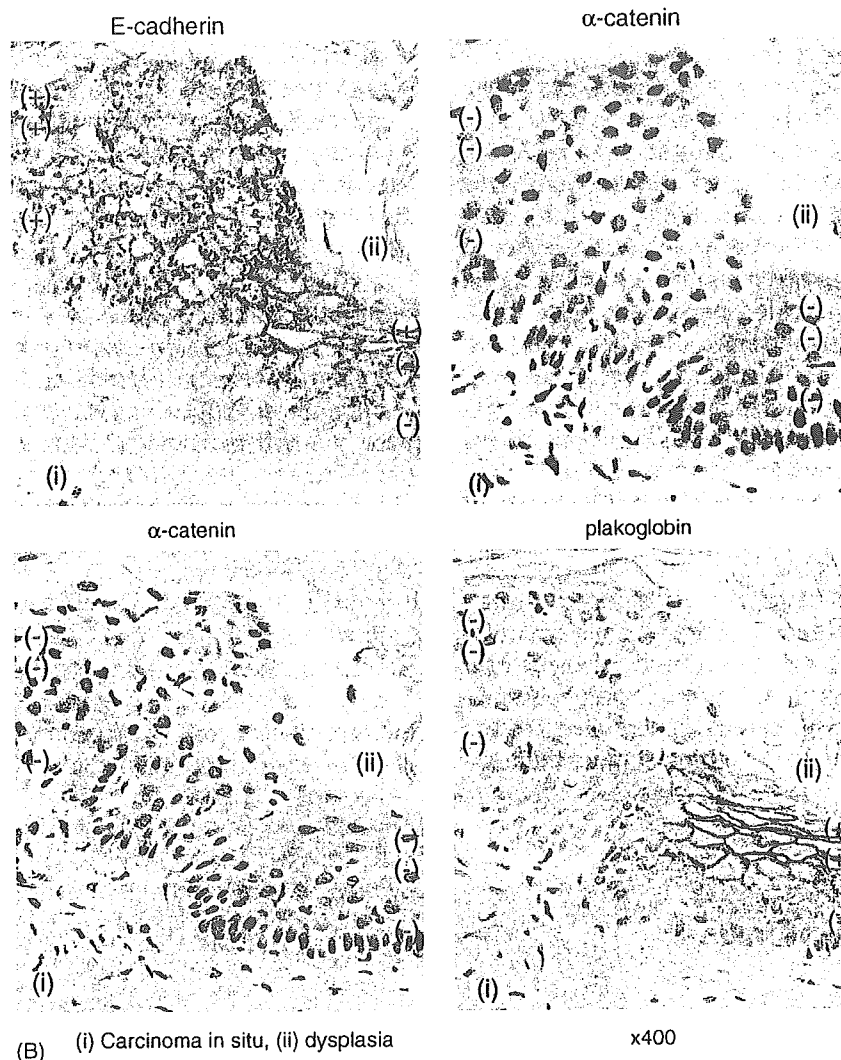 E-cadherin
α-catenin
(+)
(+)
(+)
(ii)
(+)
(-)
(i)
(-)
(-)
(-)
(ii)
(-)
(-)
(-)
(i)
α-catenin
plakoglobin
(-)
(-)
(-)
(ii)
(-)
(-)
(-)
(i)
(-)
(-)
(-)
(ii)
(i)
(B) (i) Carcinoma in situ, (ii) dysplasia
x400